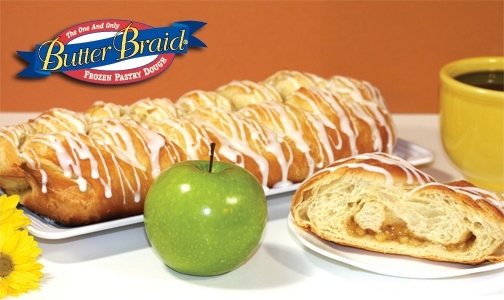 The One And Only
Butter Braid®
Frozen Pastry Dough